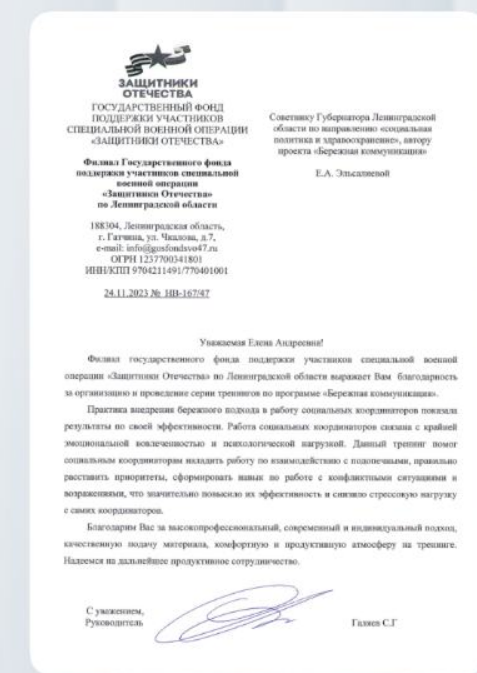 ЗАЩИТНИКИ
ОТЕЧЕСТВА
ГОСУДАРСТВЕННЫЙ ФОНД
ПОДДЕРЖКИ УЧАСТНИКОВ
СПЕЦИАЛЬНОЙ ВОЕННОЙ ОПЕРАЦИИ
«ЗАЩИТНИКИ ОТЕЧЕСТВА»
Филиал Государственного фонда
поддержки участников специальной
военной операции
«Защитники Отечества»
по Ленинградской области
188304, Ленинградская область,
г. Гатчина, ул. Чкалова, д.7,
e-mail: info@gosfondsvo47.ru
ОГРН 1237700341801
ИНН/КПП 9704211491/770401001
24.11.2023 № НВ-167/47
Советнику Губернатора Ленинградской
области по направлению «социальная
политика и здравоохранение», автору
проекта «Бережная коммуникация»
Е.А. Эльсалиевой
Уважаемая Елена Андреевна!
Филиал государственного фонда поддержки участников специальной военной
операции «Защитники Отечества» по Ленинградской области выражает Вам благодарность
за организацию и проведение серии тренингов по программе «Бережная коммуникация».
Практика внедрения бережного подхода в работу социальных координаторов показала
результаты по своей эффективности. Работа социальных координаторов связана с крайней
эмоциональной вовлеченностью и психологической нагрузкой. Данный тренинг помог
социальным координаторам наладить работу по взаимодействию с подопечными, правильно
расставить приоритеты, сформировать навык по работе с конфликтными ситуациями и
возражениями, что значительно повысило их эффективность и снизило стрессовую нагрузку
с самих координаторов.
Благодарим Вас за высокопрофессиональный, современный и индивидуальный подход,
качественную подачу материала, комфортную и продуктивную атмосферу на тренинге.
Надеемся на дальнейшее продуктивное сотрудничество.
С уважением,
Руководитель
Галяев С.Г